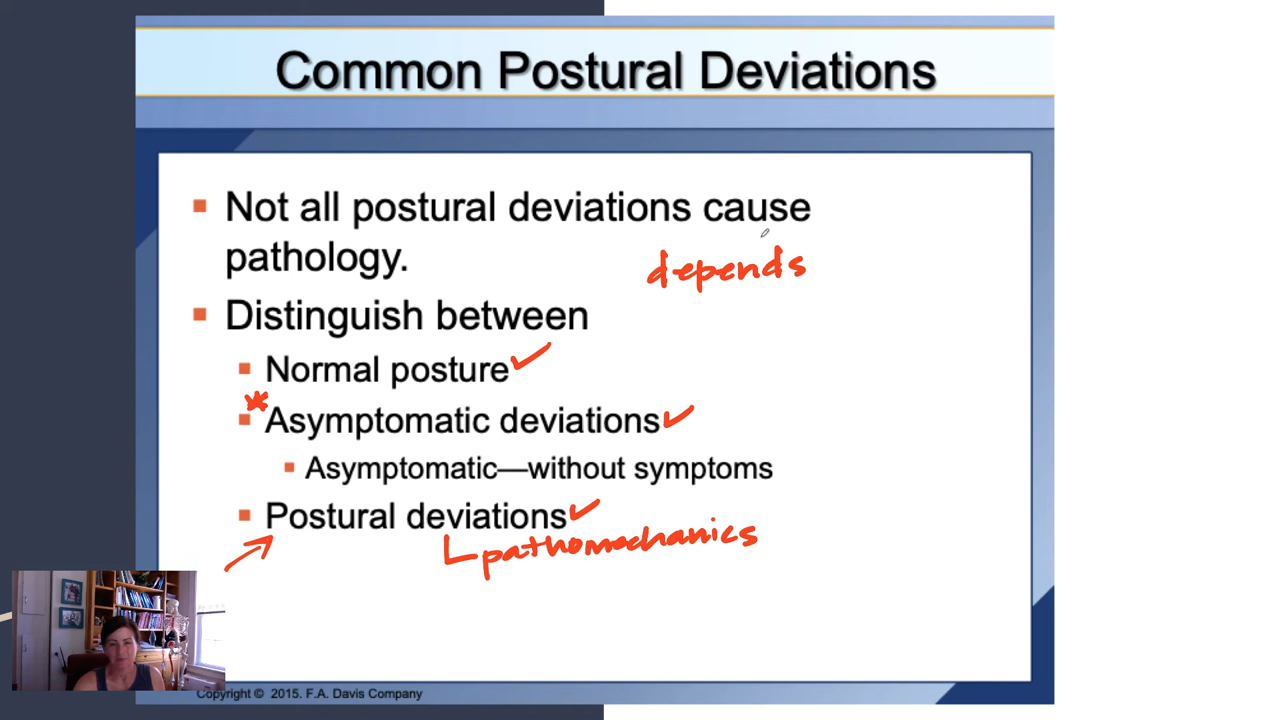 Common Postural Deviations
Not all postural deviations cause
pathology.
depends
Distinguish between
Normal posture
* Asymptomatic deviations
Asymptomatic—without symptoms
Postural deviations
pathomechanics
Copyright © 2015. F.A. Davis Company